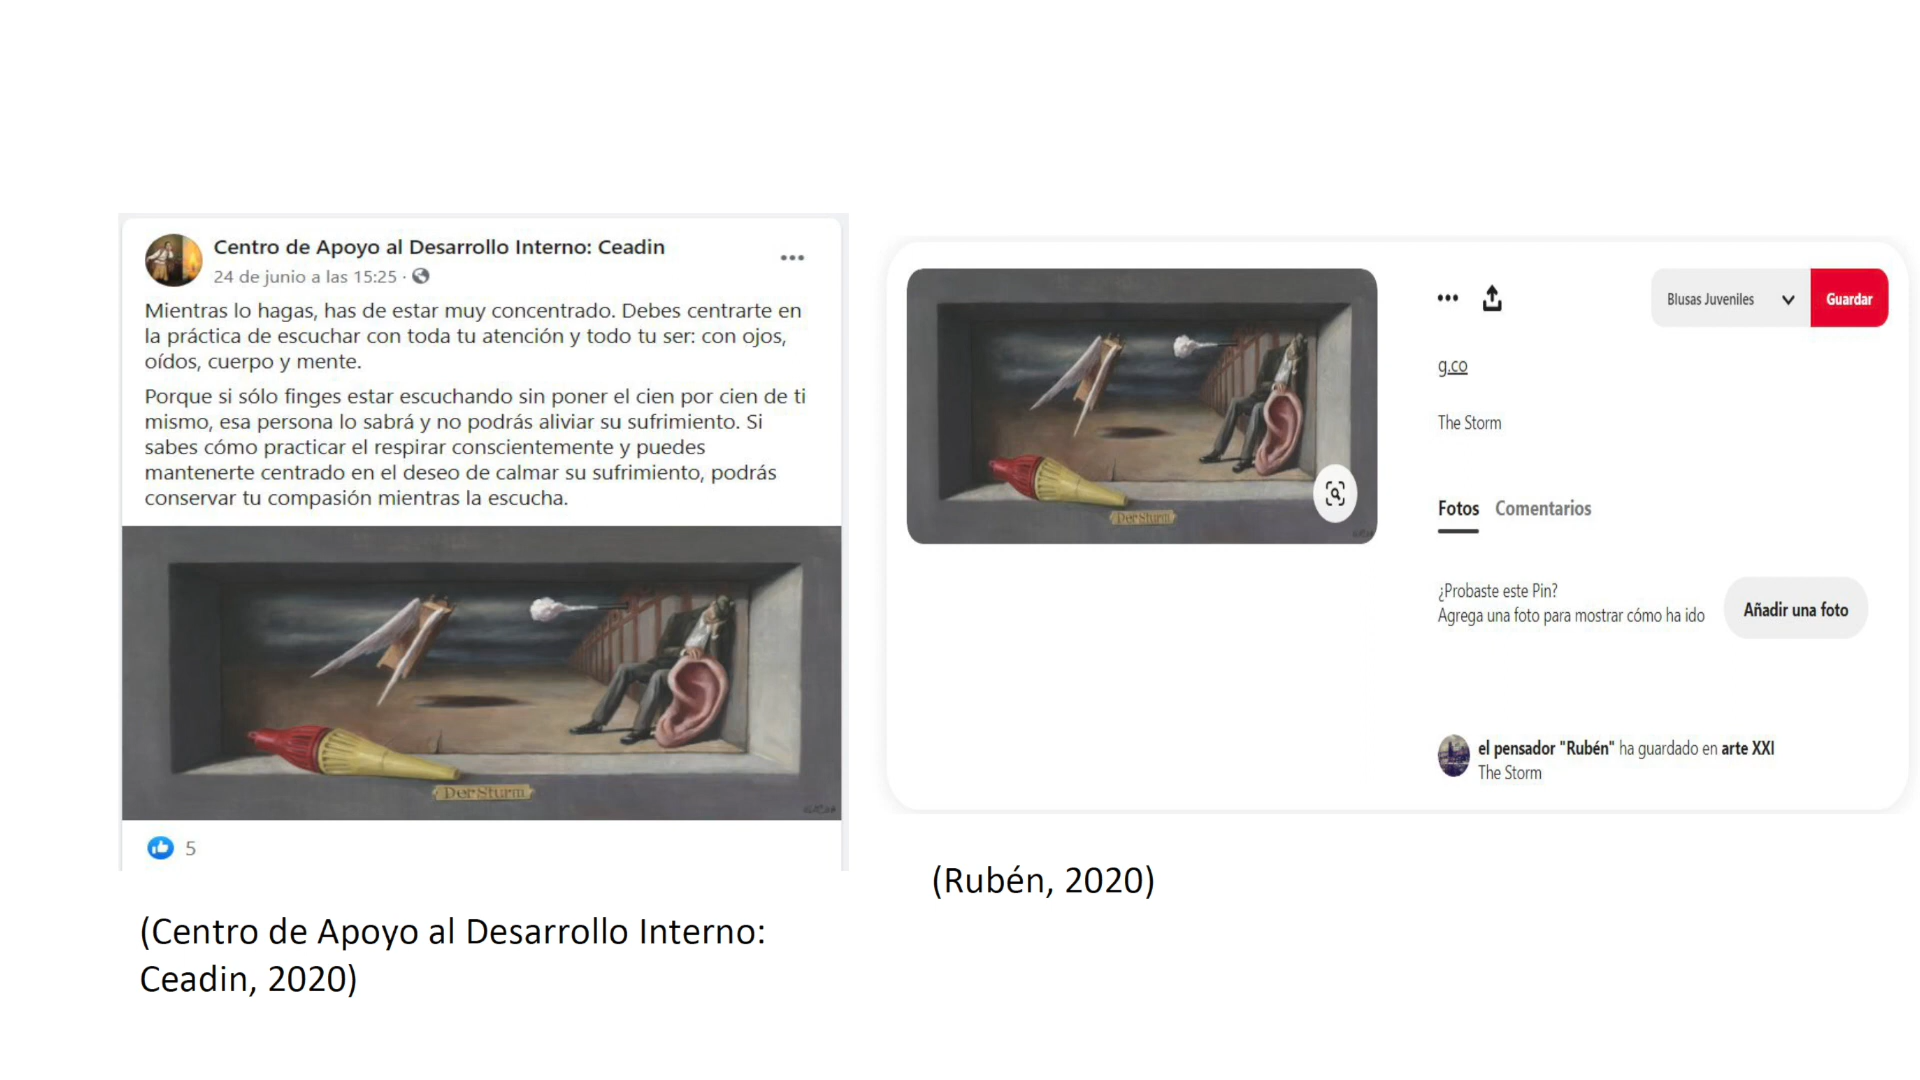 Centro de Apoyo al Desarrollo Interno: Ceadin
24 de junio a las 15:25 ·
Mientras lo hagas, has de estar muy concentrado. Debes centrarte en
la práctica de escuchar con toda tu atención y todo tu ser: con ojos,
oídos, cuerpo y mente.
Porque si sólo finges estar escuchando sin poner el cien por cien de ti
mismo, esa persona lo sabrá y no podrás aliviar su sufrimiento. Si
sabes cómo practicar el respirar conscientemente y puedes
mantenerte centrado en el deseo de calmar su sufrimiento, podrás
conservar tu compasión mientras la escucha.
Der Sturm
5
(Centro de Apoyo al Desarrollo Interno:
Ceadin, 2020)
Der Sturm
Blusas Juveniles
Guardar
g.co
The Storm
Fotos Comentarios
¿Probaste este Pin?
Agrega una foto para mostrar cómo ha ido
Añadir una foto
el pensador "Rubén" ha guardado en arte XXI
The Storm
(Rubén, 2020)